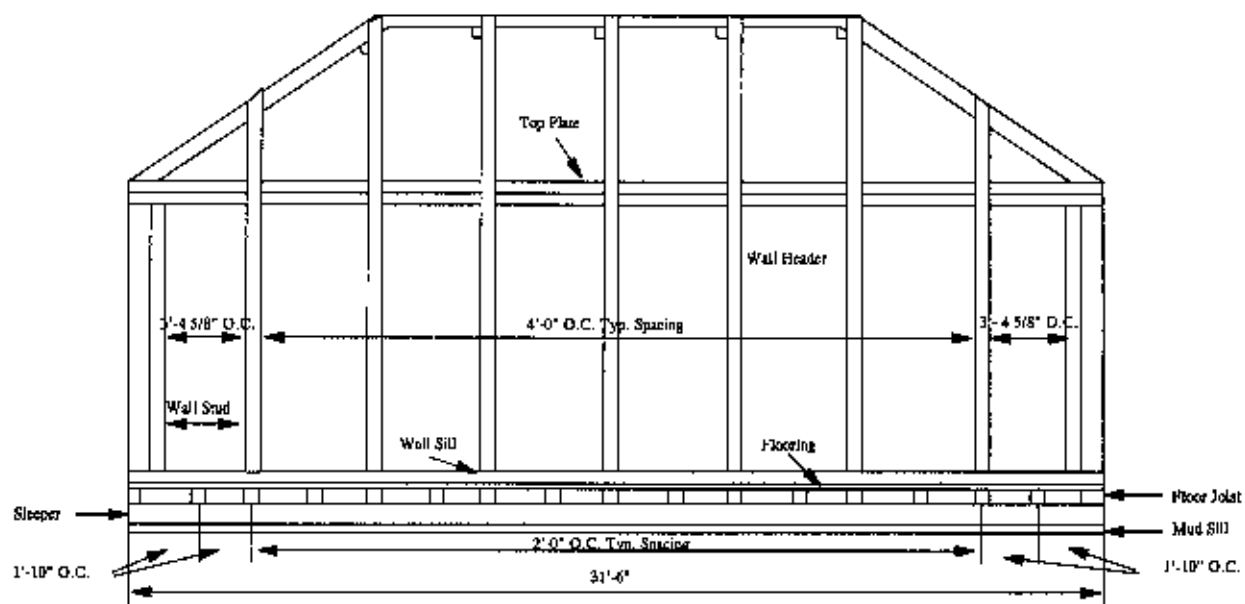 Top Plate
Wall Header
3'-4 5/8" O.C.
4'-0" O.C. Typ. Spacing
3'-4 5/8" O.C.
Wall Stud
Wall Sill
Flooring
Floor Joist
Sleeper
Mud Sill
2'-0" O.C. Typ. Spacing
1'-10" O.C.
1'-10" O.C.
31'-6"